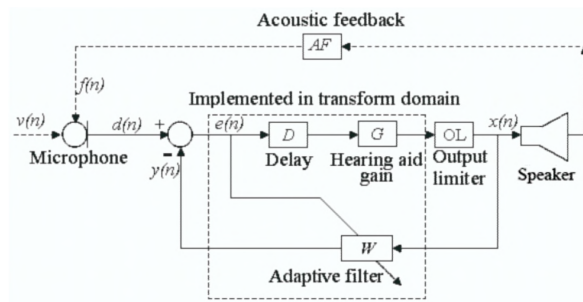 Acoustic feedback
AF
f(n)
Implemented in transform domain
v(n)
d(n)
+
e(n)
D
G
OL
x(n)
Microphone
-
y(n)
Delay
Hearing aid
gain
Output
limiter
Speaker
W
Adaptive filter